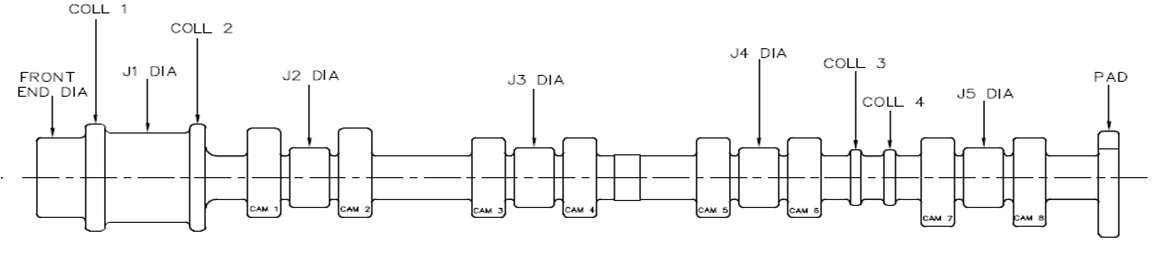 COLL 1
COLL 2
FRONT
END DIA
J1 DIA
J2 DIA
J3 DIA
J4 DIA
COLL 3
COLL 4
J5 DIA
PAD
CAM 1
CAM 2
CAM 3
CAM 4
CAM 5
CAM 6
CAM 7
CAM 8